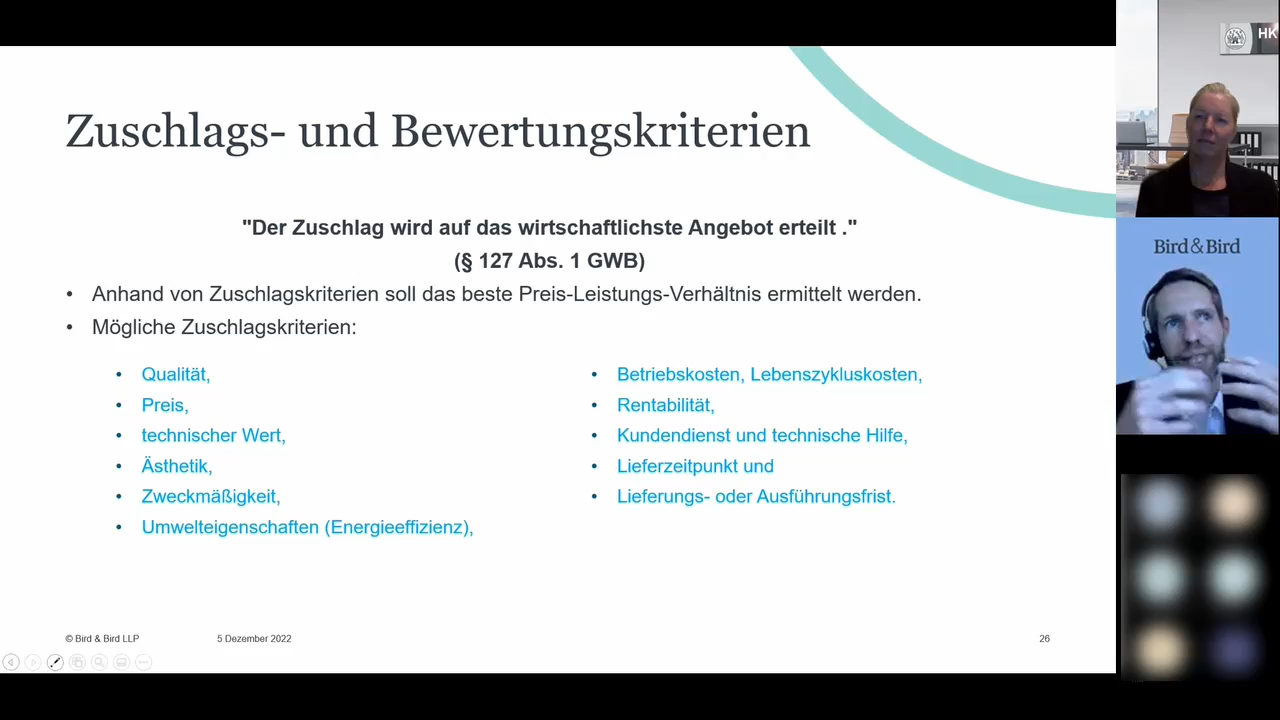 Zuschlags- und Bewertungskriterien
"Der Zuschlag wird auf das wirtschaftlichste Angebot erteilt ."
(§ 127 Abs. 1 GWB)
• Anhand von Zuschlagskriterien soll das beste Preis-Leistungs-Verhältnis ermittelt werden.
• Mögliche Zuschlagskriterien:
• Qualität,
• Preis,
• technischer Wert,
• Ästhetik,
• Zweckmäßigkeit,
• Umwelteigenschaften (Energieeffizienz),
• Betriebskosten, Lebenszykluskosten,
• Rentabilität,
• Kundendienst und technische Hilfe,
• Lieferzeitpunkt und
• Lieferungs- oder Ausführungsfrist.
© Bird & Bird LLP 5 Dezember 2022 26
HK
Bird & Bird